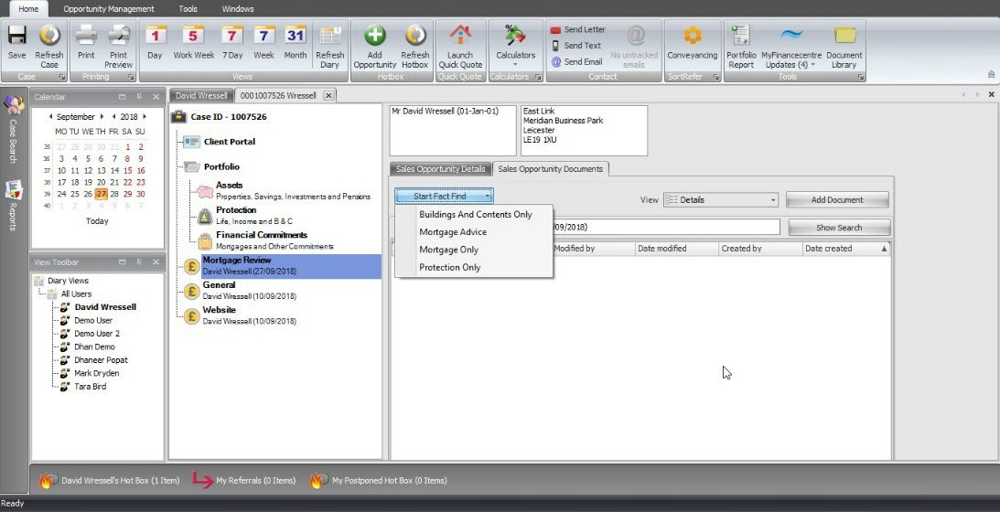 Home Opportunity Management Tools Windows
Save Refresh Case Print Print Preview 1 Day 5 Work Week 7 7 Day 7 Week 31 Month Refresh Diary Add Opportunity Refresh Hotbox Launch Quick Quote Calculators Send Letter Send Text Send Email @ No untracked emails Conveyancing Portfolio Report MyFinancecentre Updates (4) Document Library
Case Printing Views Hotbox Quick Quote Calculators Contact SortRefer Tools
Case Search
Reports
Calendar
September 2018
MO TU WE TH FR SA SU
35 27 28 29 30 31 1 2
36 3 4 5 6 7 8 9
37 10 11 12 13 14 15 16
38 17 18 19 20 21 22 23
39 24 25 26 27 28 29 30
40 1 2 3 4 5 6 7
Today
View Toolbar
Diary Views
All Users
David Wressell
Demo User
Demo User 2
Dhan Demo
Dhaneer Popat
Mark Dryden
Tara Bird
David Wressell 0001007526 Wressell
Case ID - 1007526
Client Portal
Portfolio
Assets
Properties, Savings, Investments and Pensions
Protection
Life, Income and B & C
Financial Commitments
Mortgages and Other Commitments
Mortgage Review
David Wressell (27/09/2018)
General
David Wressell (10/09/2018)
Website
David Wressell (10/09/2018)
Mr David Wressell (01-Jan-01)
East Link
Meridian Business Park
Leicester
LE19 1XU
Sales Opportunity Details Sales Opportunity Documents
Start Fact Find View Details Add Document
Buildings And Contents Only
Mortgage Advice
Mortgage Only
Protection Only
/09/2018) Show Search
Modified by Date modified Created by Date created
David Wressell's Hot Box (1 Item) My Referrals (0 Items) My Postponed Hot Box (0 Items)
Ready